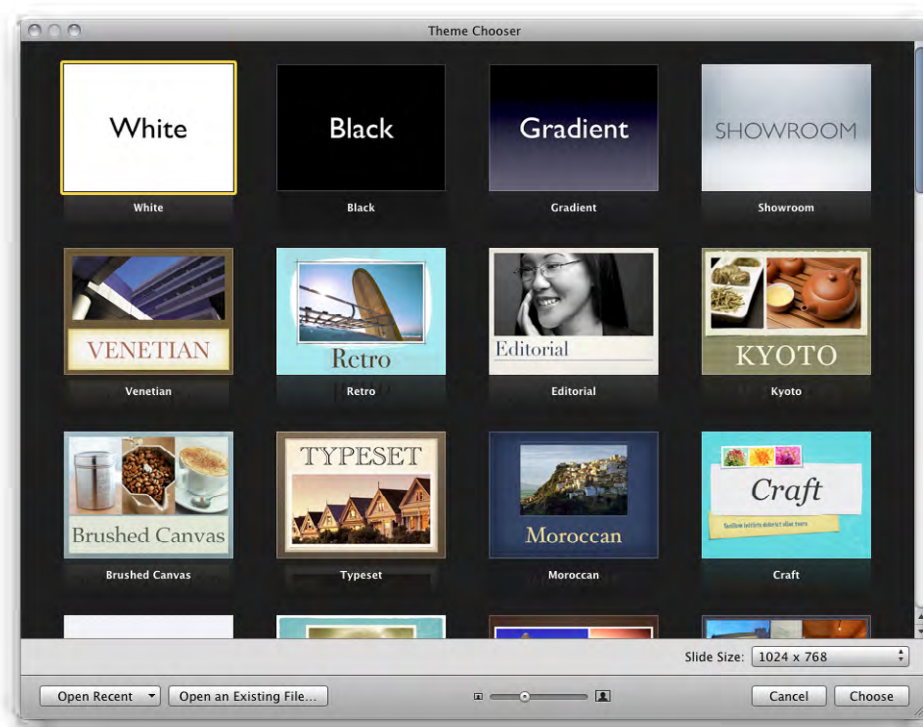 Theme Chooser
White
Black
Gradient
SHOWROOM
White
Black
Gradient
Showroom
VENETIAN
Retro
Editorial
KYOTO
Venetian
Retro
Editorial
Kyoto
Brushed Canvas
TYPESET
Moroccan
Craft
Brushed Canvas
Typeset
Moroccan
Craft
Slide Size: 1024 x 768
Open Recent
Open an Existing File...
Cancel
Choose